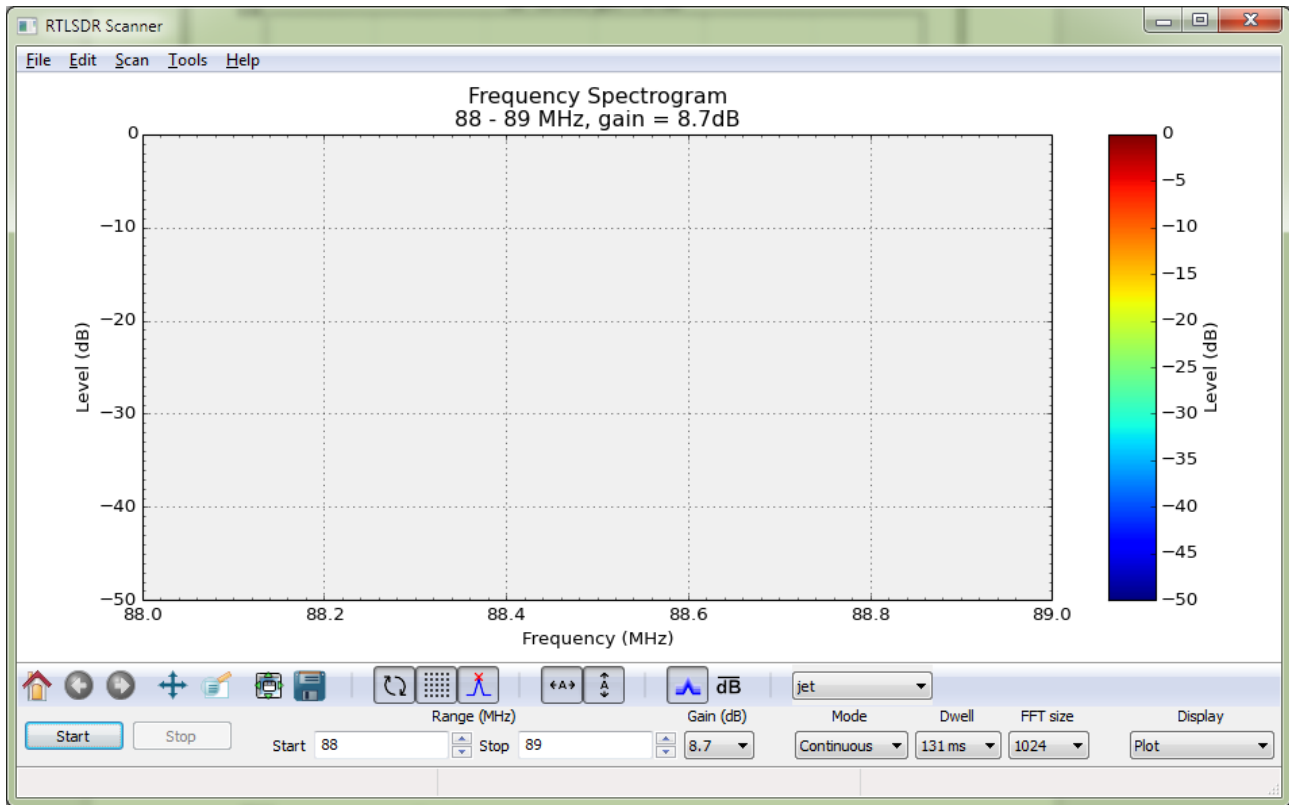 RTLSDR Scanner
File Edit Scan Tools Help
Frequency Spectrogram
88 - 89 MHz, gain = 8.7dB
Level (dB)
0
−10
−20
−30
−40
−50
88.0 88.2 88.4 88.6 88.8 89.0
Frequency (MHz)
0
−5
−10
−15
−20
−25
−30
−35
−40
−45
−50
Level (dB)
A A dB jet
Range (MHz) Gain (dB) Mode Dwell FFT size Display
Start Stop Start 88 Stop 89 8.7 Continuous 131 ms 1024 Plot